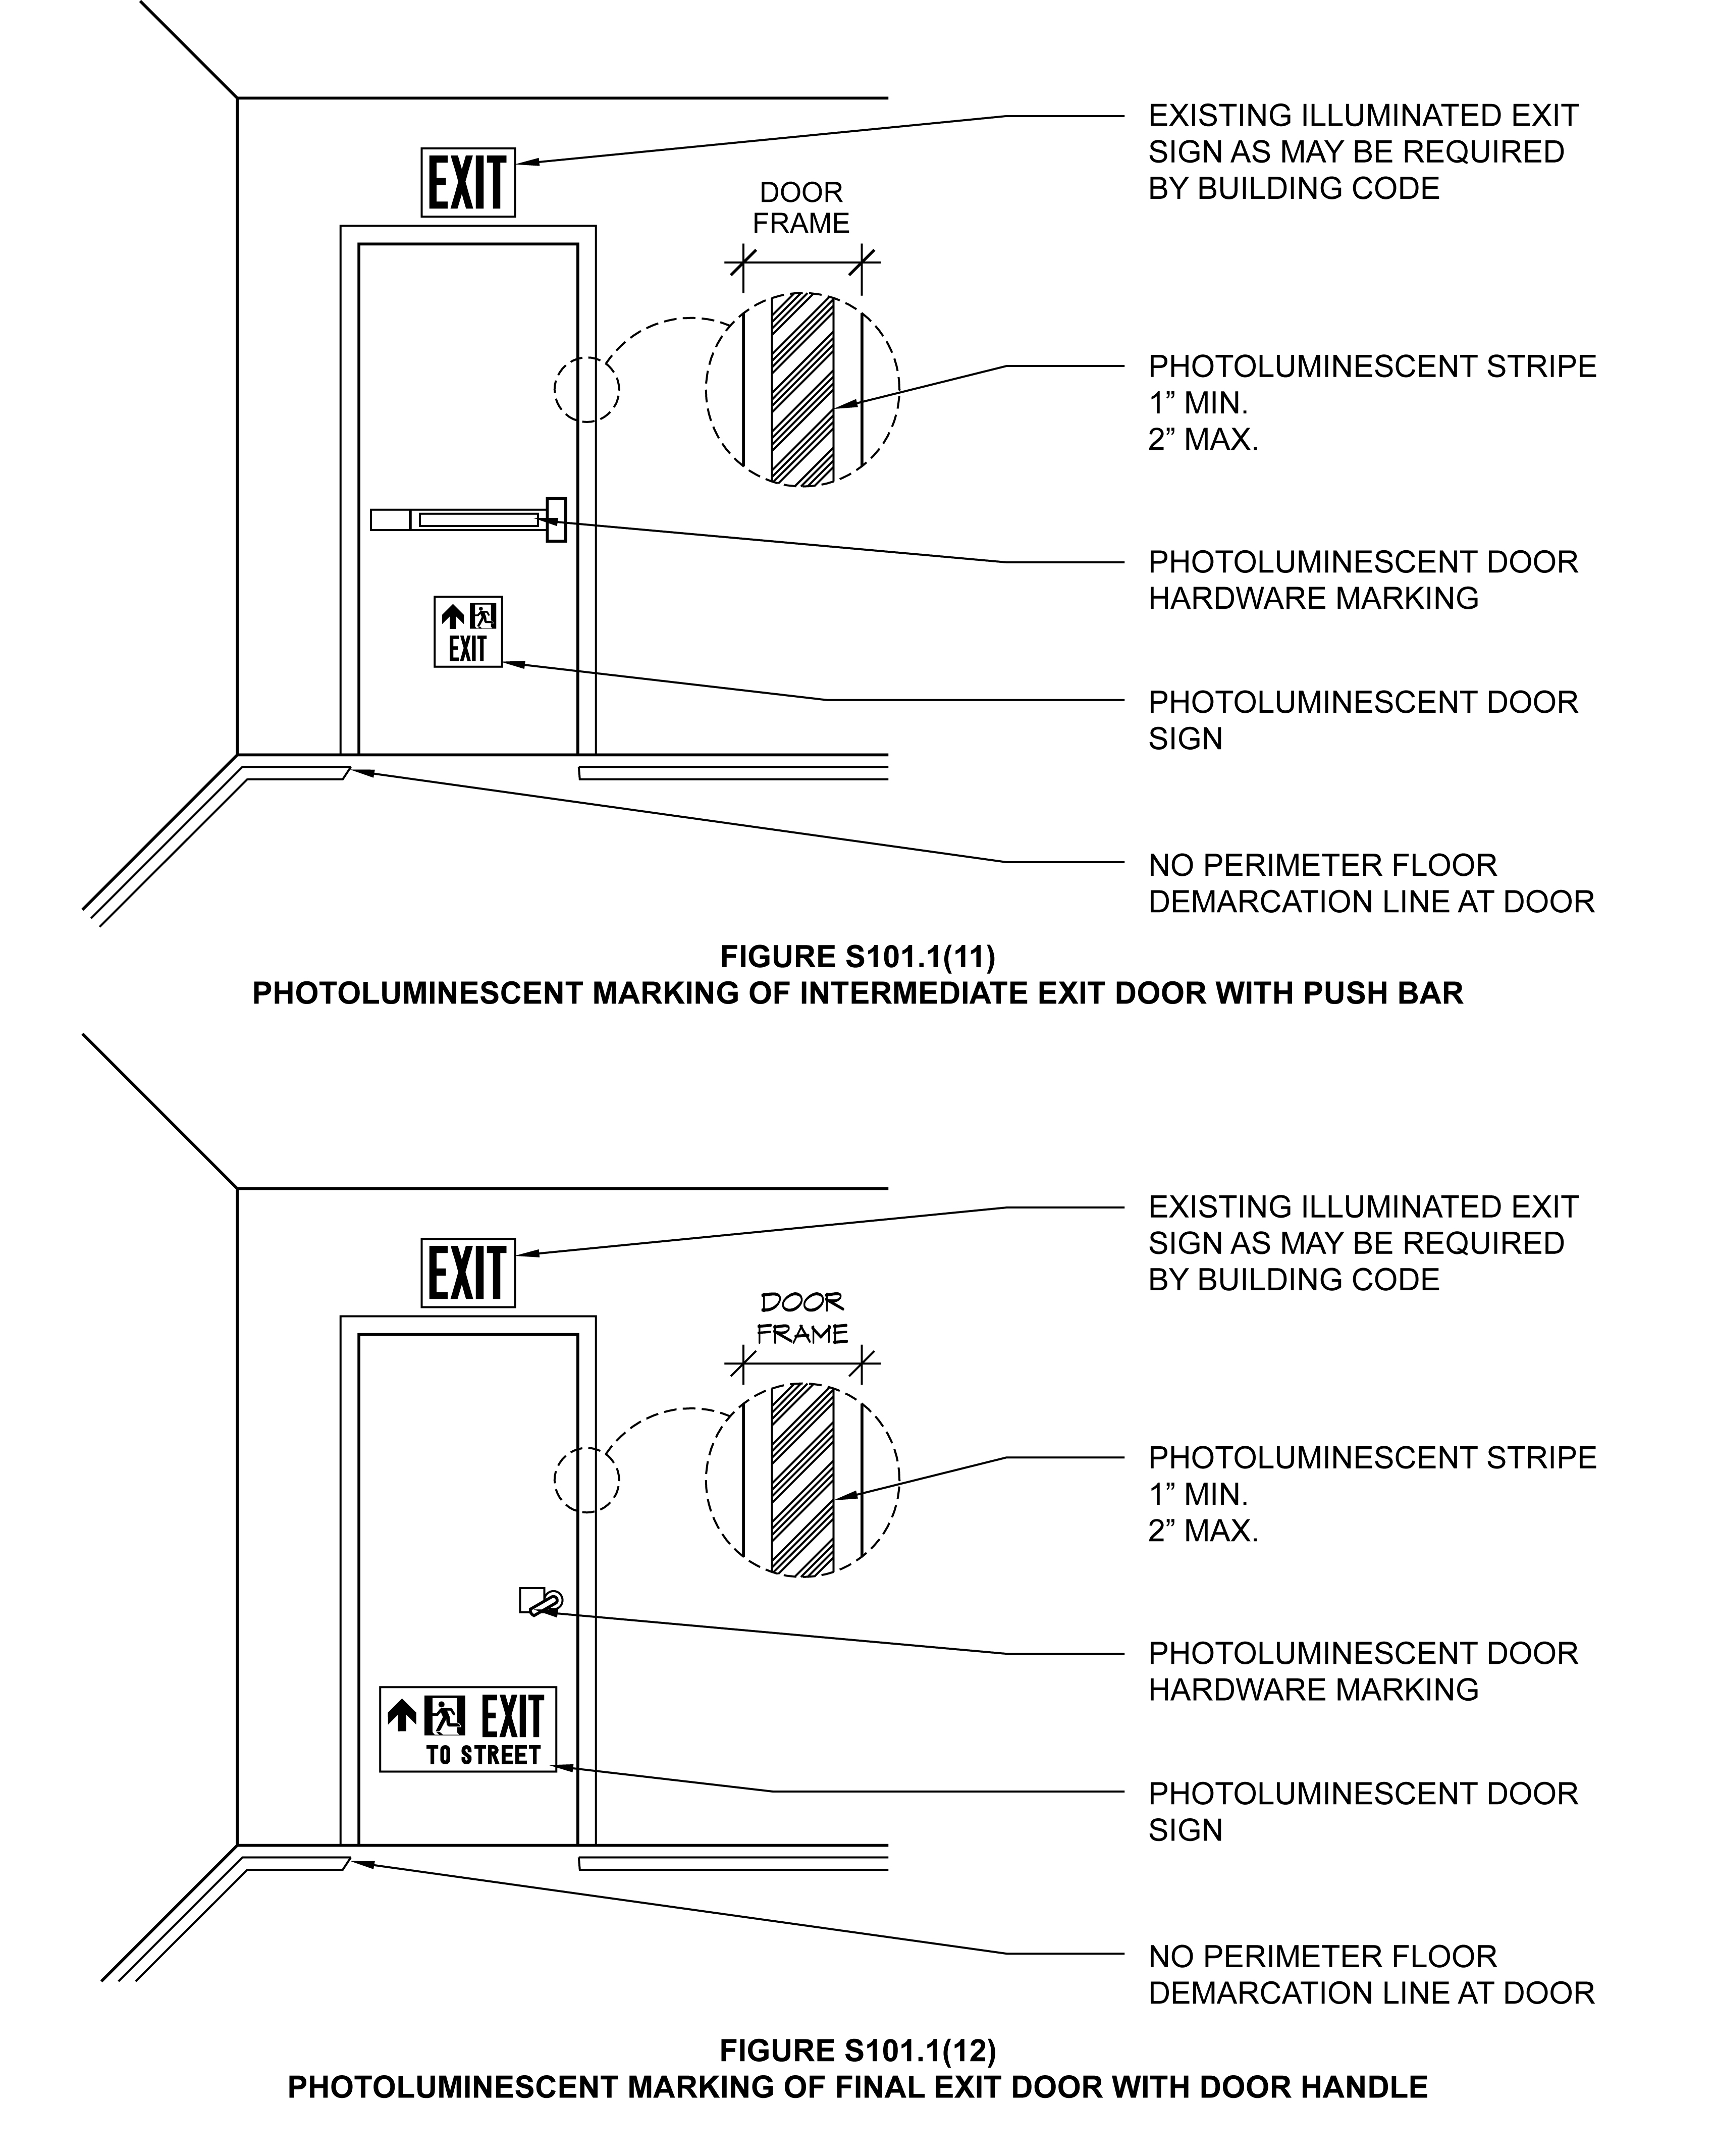 EXISTING ILLUMINATED EXIT
SIGN AS MAY BE REQUIRED
BY BUILDING CODE
EXIT
DOOR
FRAME
PHOTOLUMINESCENT STRIPE
1” MIN.
2” MAX.
PHOTOLUMINESCENT DOOR
HARDWARE MARKING
EXIT
PHOTOLUMINESCENT DOOR
SIGN
NO PERIMETER FLOOR
DEMARCATION LINE AT DOOR
FIGURE S101.1(11)
PHOTOLUMINESCENT MARKING OF INTERMEDIATE EXIT DOOR WITH PUSH BAR
EXISTING ILLUMINATED EXIT
SIGN AS MAY BE REQUIRED
BY BUILDING CODE
EXIT
DOOR
FRAME
PHOTOLUMINESCENT STRIPE
1” MIN.
2” MAX.
PHOTOLUMINESCENT DOOR
HARDWARE MARKING
EXIT
TO STREET
PHOTOLUMINESCENT DOOR
SIGN
NO PERIMETER FLOOR
DEMARCATION LINE AT DOOR
FIGURE S101.1(12)
PHOTOLUMINESCENT MARKING OF FINAL EXIT DOOR WITH DOOR HANDLE